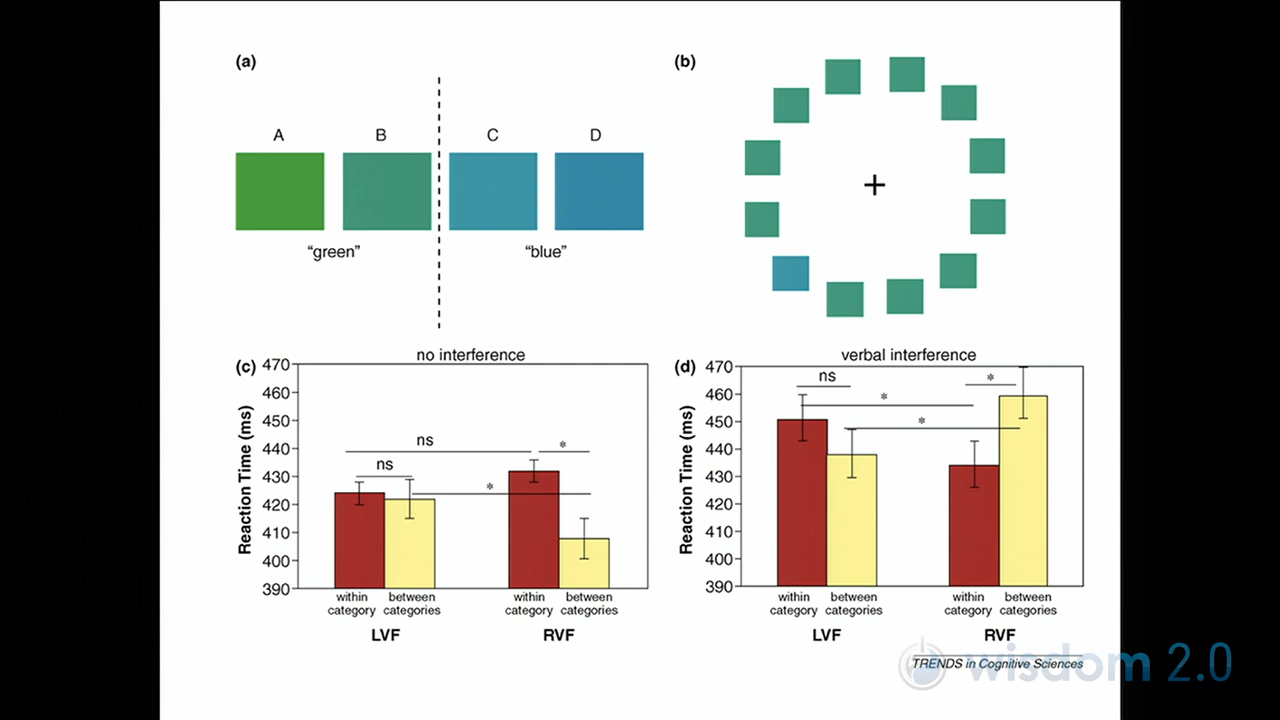 (a)
A B C D
“green” “blue”
(b)
+
(c)
no interference
Reaction Time (ms)
470
460
450
440
430
420
410
400
390
ns
ns
*
*
within category
between categories
within category
between categories
LVF
RVF
(d)
verbal interference
Reaction Time (ms)
470
460
450
440
430
420
410
400
390
ns
*
*
*
within category
between categories
within category
between categories
LVF
RVF
TRENDS in Cognitive Sciences
wisdom 2.0